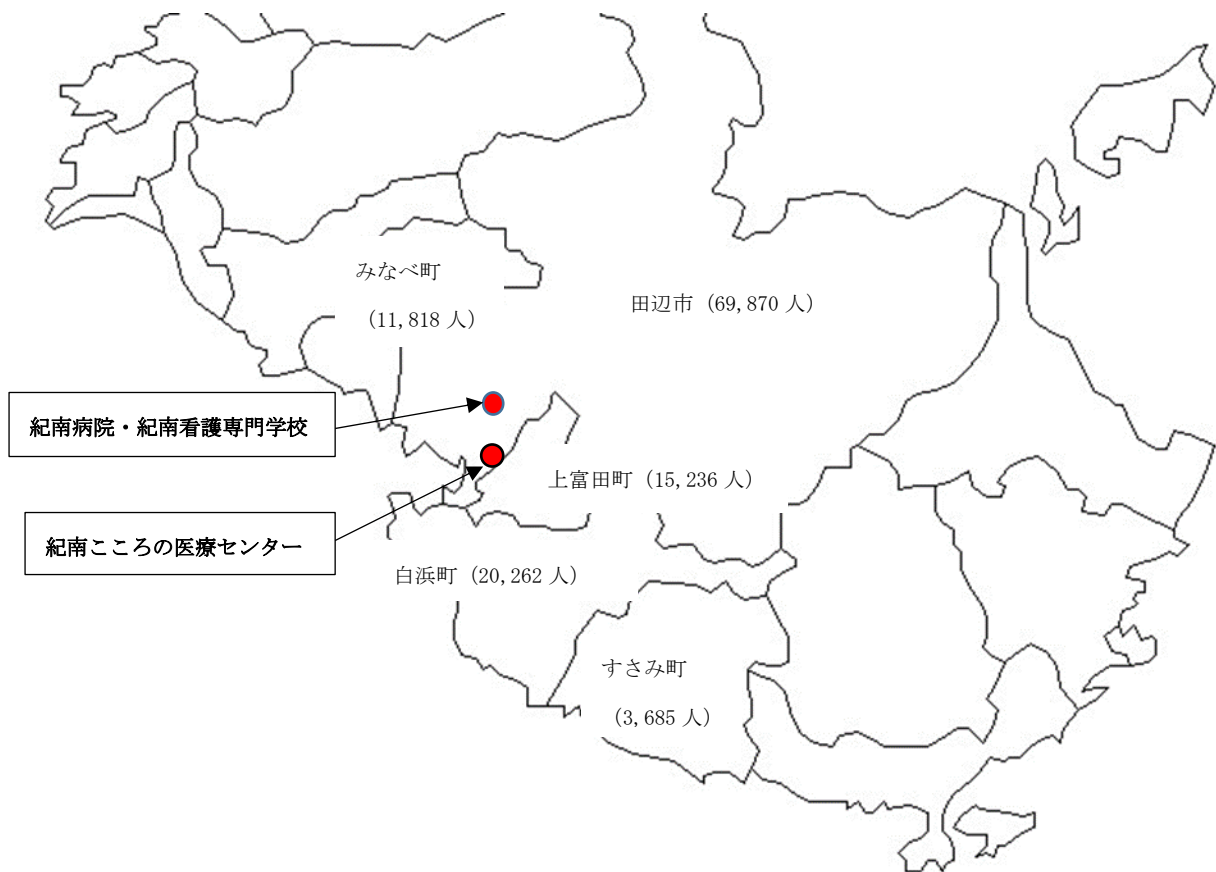 みなべ町
（11,818 人）
田辺市（69,870 人）
紀南病院・紀南看護専門学校
上富田町（15,236 人）
紀南こころの医療センター
白浜町（20,262 人）
すさみ町
（3,685 人）